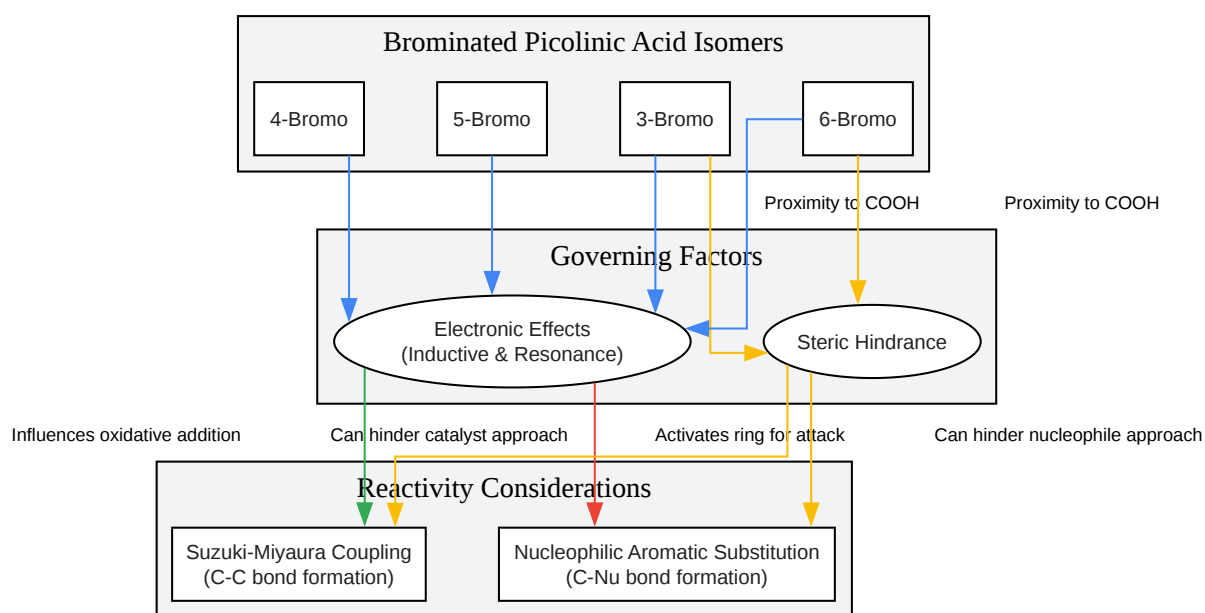 Brominated Picolinic Acid Isomers
4-Bromo
5-Bromo
3-Bromo
6-Bromo
Proximity to COOH
Proximity to COOH
Governing Factors
Electronic Effects
(Inductive & Resonance)
Steric Hindrance
Influences oxidative addition
Can hinder catalyst approach
Activates ring for attack
Can hinder nucleophile approach
Reactivity Considerations
Suzuki-Miyaura Coupling
(C-C bond formation)
Nucleophilic Aromatic Substitution
(C-Nu bond formation)